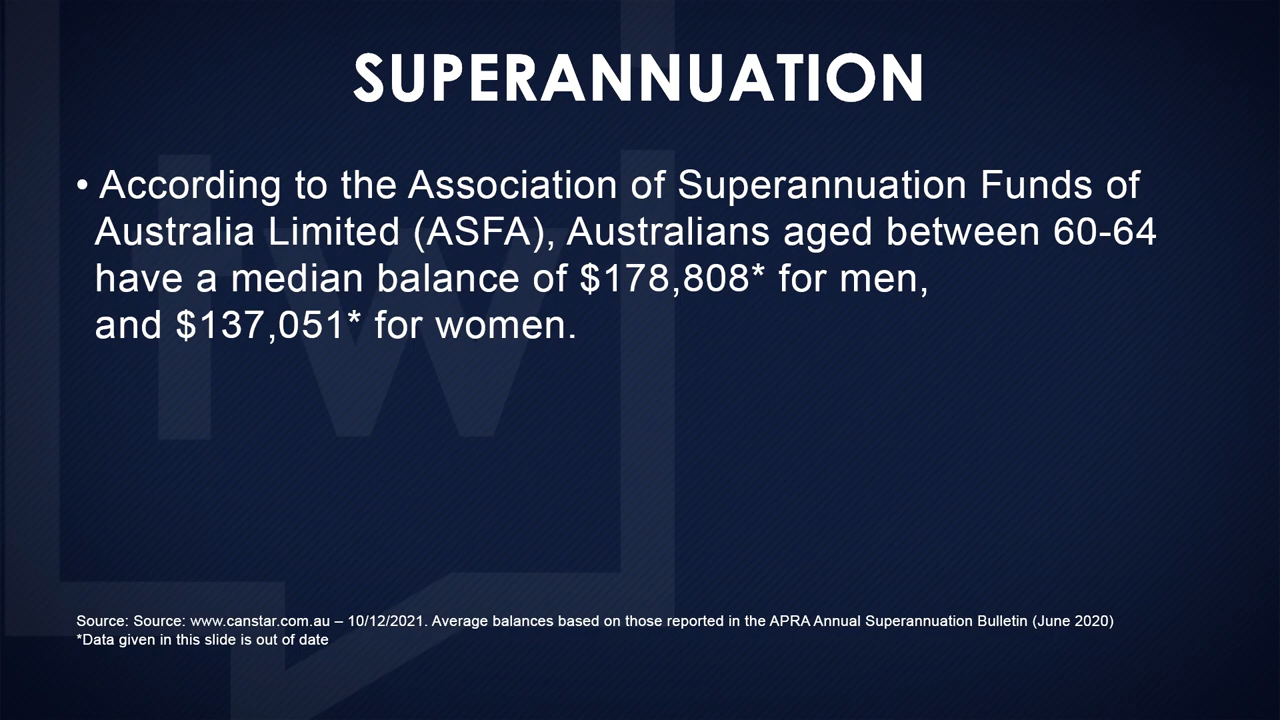 SUPERANNUATION
• According to the Association of Superannuation Funds of
Australia Limited (ASFA), Australians aged between 60-64
have a median balance of $178,808* for men,
and $137,051* for women.
Source: Source: www.canstar.com.au – 10/12/2021. Average balances based on those reported in the APRA Annual Superannuation Bulletin (June 2020)
*Data given in this slide is out of date